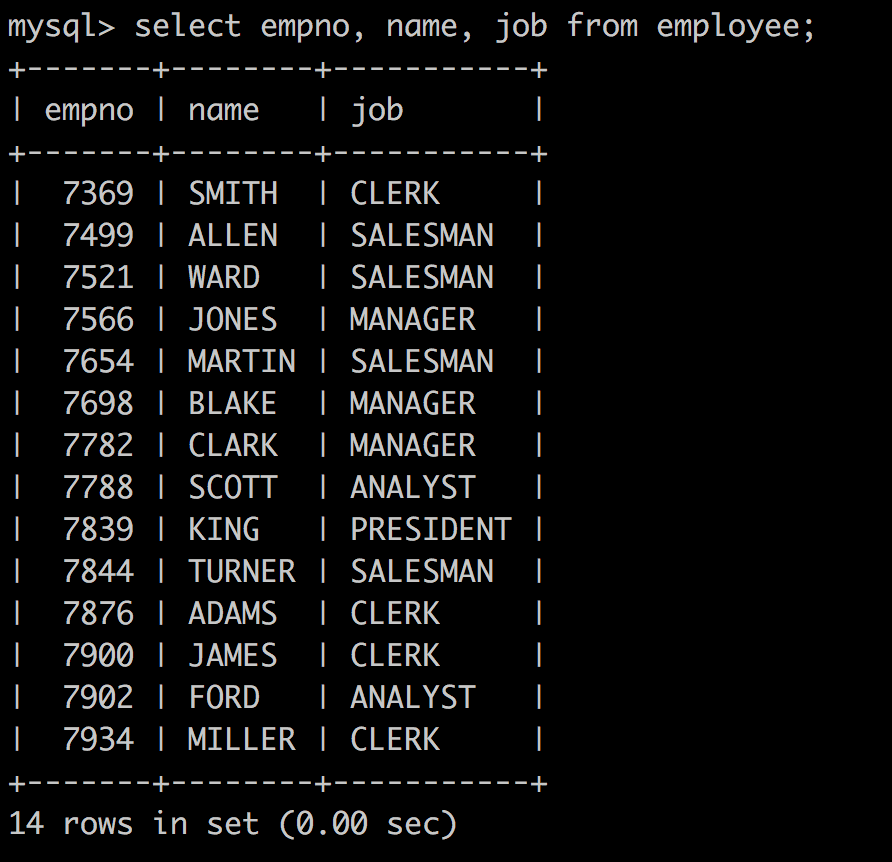 mysql> select empno, name, job from employee;
+-------+--------+-----------+
| empno | name   | job       |
+-------+--------+-----------+
|  7369 | SMITH  | CLERK     |
|  7499 | ALLEN  | SALESMAN  |
|  7521 | WARD   | SALESMAN  |
|  7566 | JONES  | MANAGER   |
|  7654 | MARTIN | SALESMAN  |
|  7698 | BLAKE  | MANAGER   |
|  7782 | CLARK  | MANAGER   |
|  7788 | SCOTT  | ANALYST   |
|  7839 | KING   | PRESIDENT |
|  7844 | TURNER | SALESMAN  |
|  7876 | ADAMS  | CLERK     |
|  7900 | JAMES  | CLERK     |
|  7902 | FORD   | ANALYST   |
|  7934 | MILLER | CLERK     |
+-------+--------+-----------+
14 rows in set (0.00 sec)